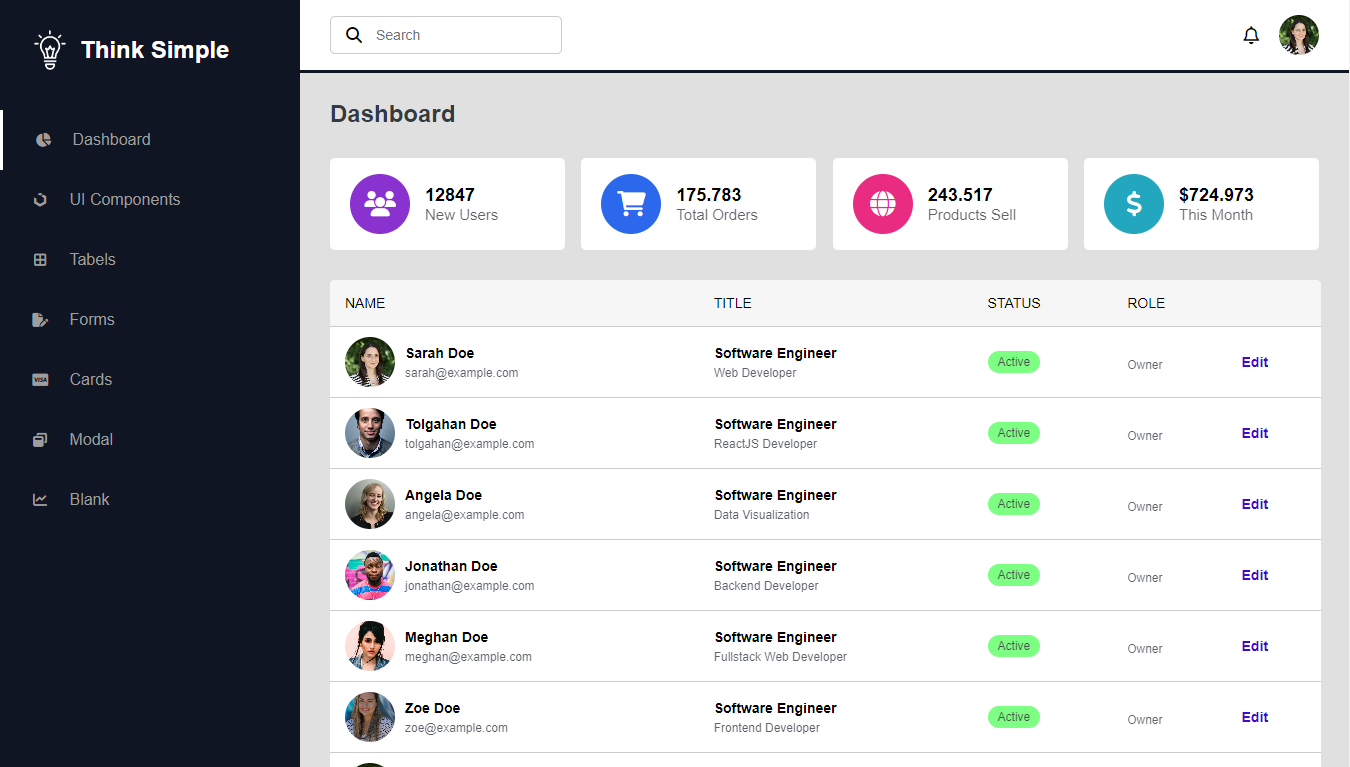 Think Simple
Search
Dashboard
UI Components
Tabels
Forms
Cards
VISA
Modal
Blank
Dashboard
12847
New Users
175.783
Total Orders
243.517
Products Sell
$724.973
This Month
NAME TITLE STATUS ROLE
Sarah Doe Software Engineer
sarah@example.com Web Developer Active Owner Edit
Tolgahan Doe Software Engineer
tolgahan@example.com ReactJS Developer Active Owner Edit
Angela Doe Software Engineer
angela@example.com Data Visualization Active Owner Edit
Jonathan Doe Software Engineer
jonathan@example.com Backend Developer Active Owner Edit
Meghan Doe Software Engineer
meghan@example.com Fullstack Web Developer Active Owner Edit
Zoe Doe Software Engineer
zoe@example.com Frontend Developer Active Owner Edit